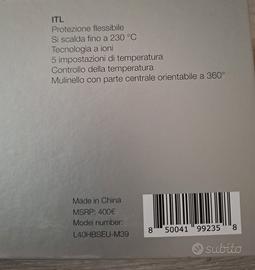 ITL
Protezione flessibile
Si scalda fino a 230 °C
Tecnologia a ioni
5 impostazioni di temperatura
Controllo della temperatura
Mulinello con parte centrale orientabile a 360°
Made in China
MSRP: 400€
Model number:
L40HBSEU-M39
8 50041 99235 8
subito